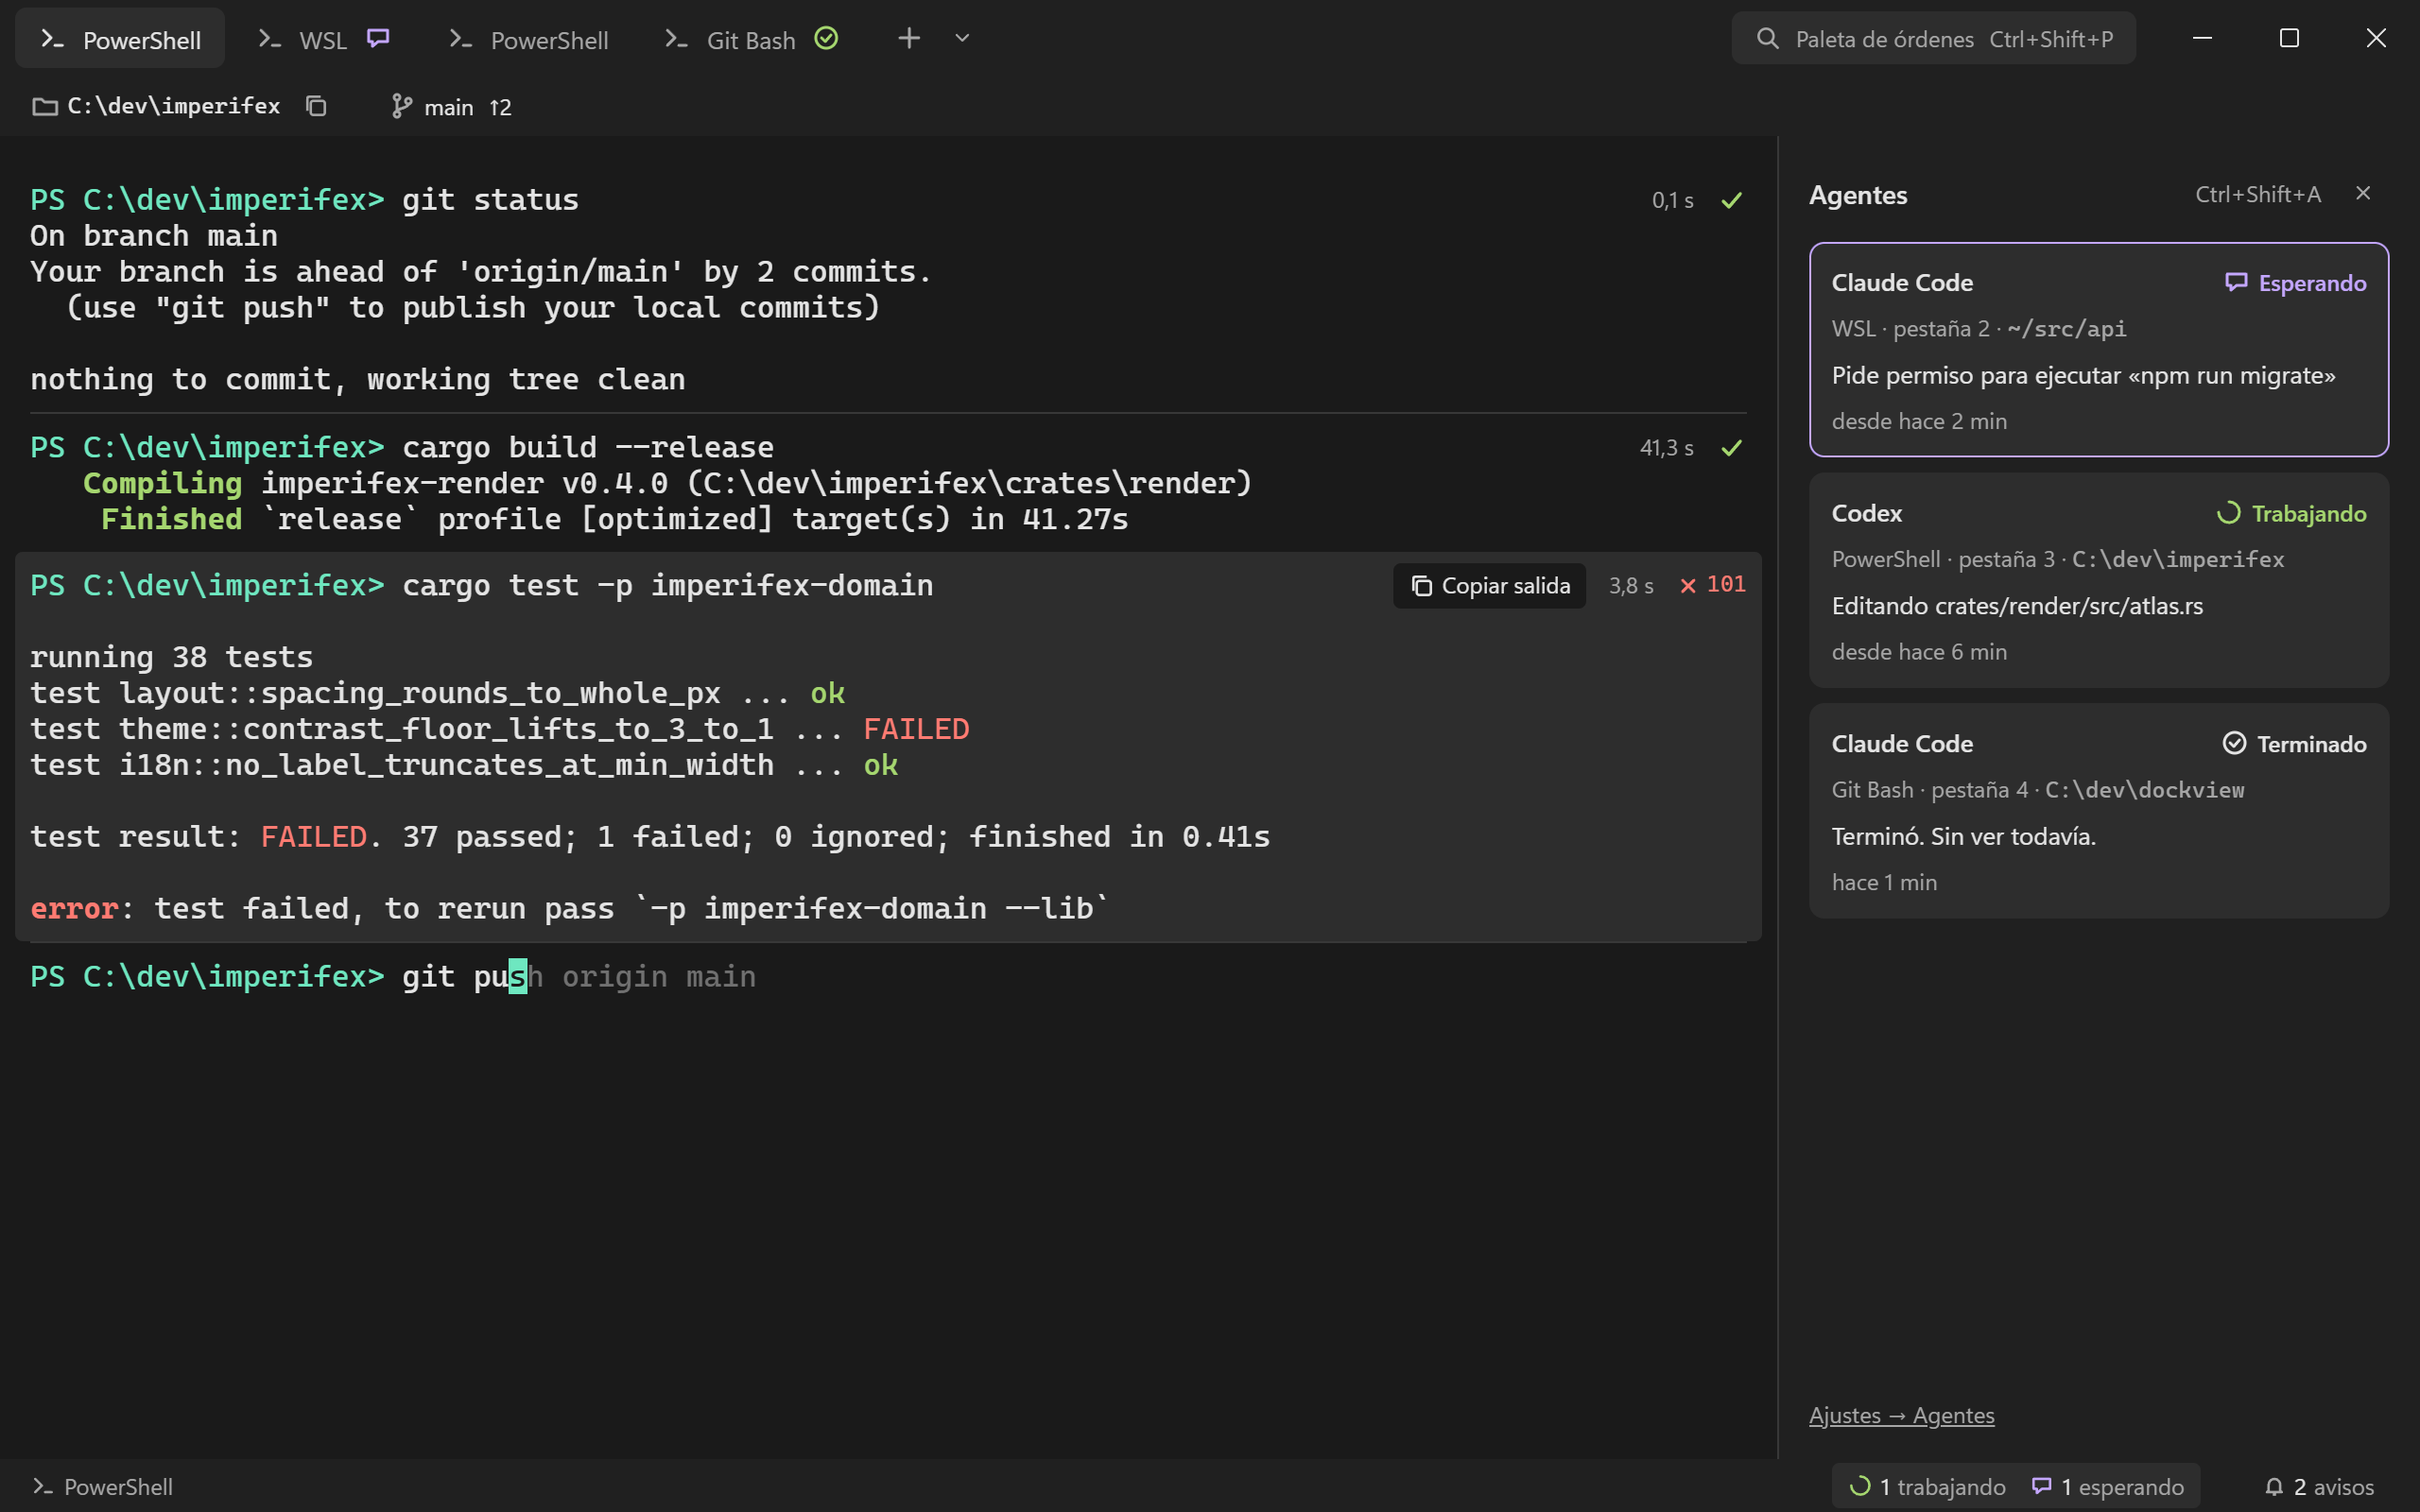 PowerShell
WSL
PowerShell
Git Bash
Paleta de órdenes Ctrl+Shift+P
C:\dev\imperifex
main ↑2
PS C:\dev\imperifex> git status
0,1 s
On branch main
Your branch is ahead of 'origin/main' by 2 commits.
(use "git push" to publish your local commits)
nothing to commit, working tree clean
PS C:\dev\imperifex> cargo build --release
41,3 s
Compiling imperifex-render v0.4.0 (C:\dev\imperifex\crates\render)
Finished `release` profile [optimized] target(s) in 41.27s
PS C:\dev\imperifex> cargo test -p imperifex-domain
Copiar salida 3,8 s × 101
running 38 tests
test layout::spacing_rounds_to_whole_px ... ok
test theme::contrast_floor_lifts_to_3_to_1 ... FAILED
test i18n::no_label_truncates_at_min_width ... ok
test result: FAILED. 37 passed; 1 failed; 0 ignored; finished in 0.41s
error: test failed, to rerun pass `-p imperifex-domain --lib`
PS C:\dev\imperifex> git push origin main
Agentes Ctrl+Shift+A
Claude Code Esperando
WSL · pestaña 2 · ~/src/api
Pide permiso para ejecutar «npm run migrate»
desde hace 2 min
Codex Trabajando
PowerShell · pestaña 3 · C:\dev\imperifex
Editando crates/render/src/atlas.rs
desde hace 6 min
Claude Code Terminado
Git Bash · pestaña 4 · C:\dev\dockview
Terminó. Sin ver todavía.
hace 1 min
Ajustes → Agentes
PowerShell
1 trabajando 1 esperando 2 avisos